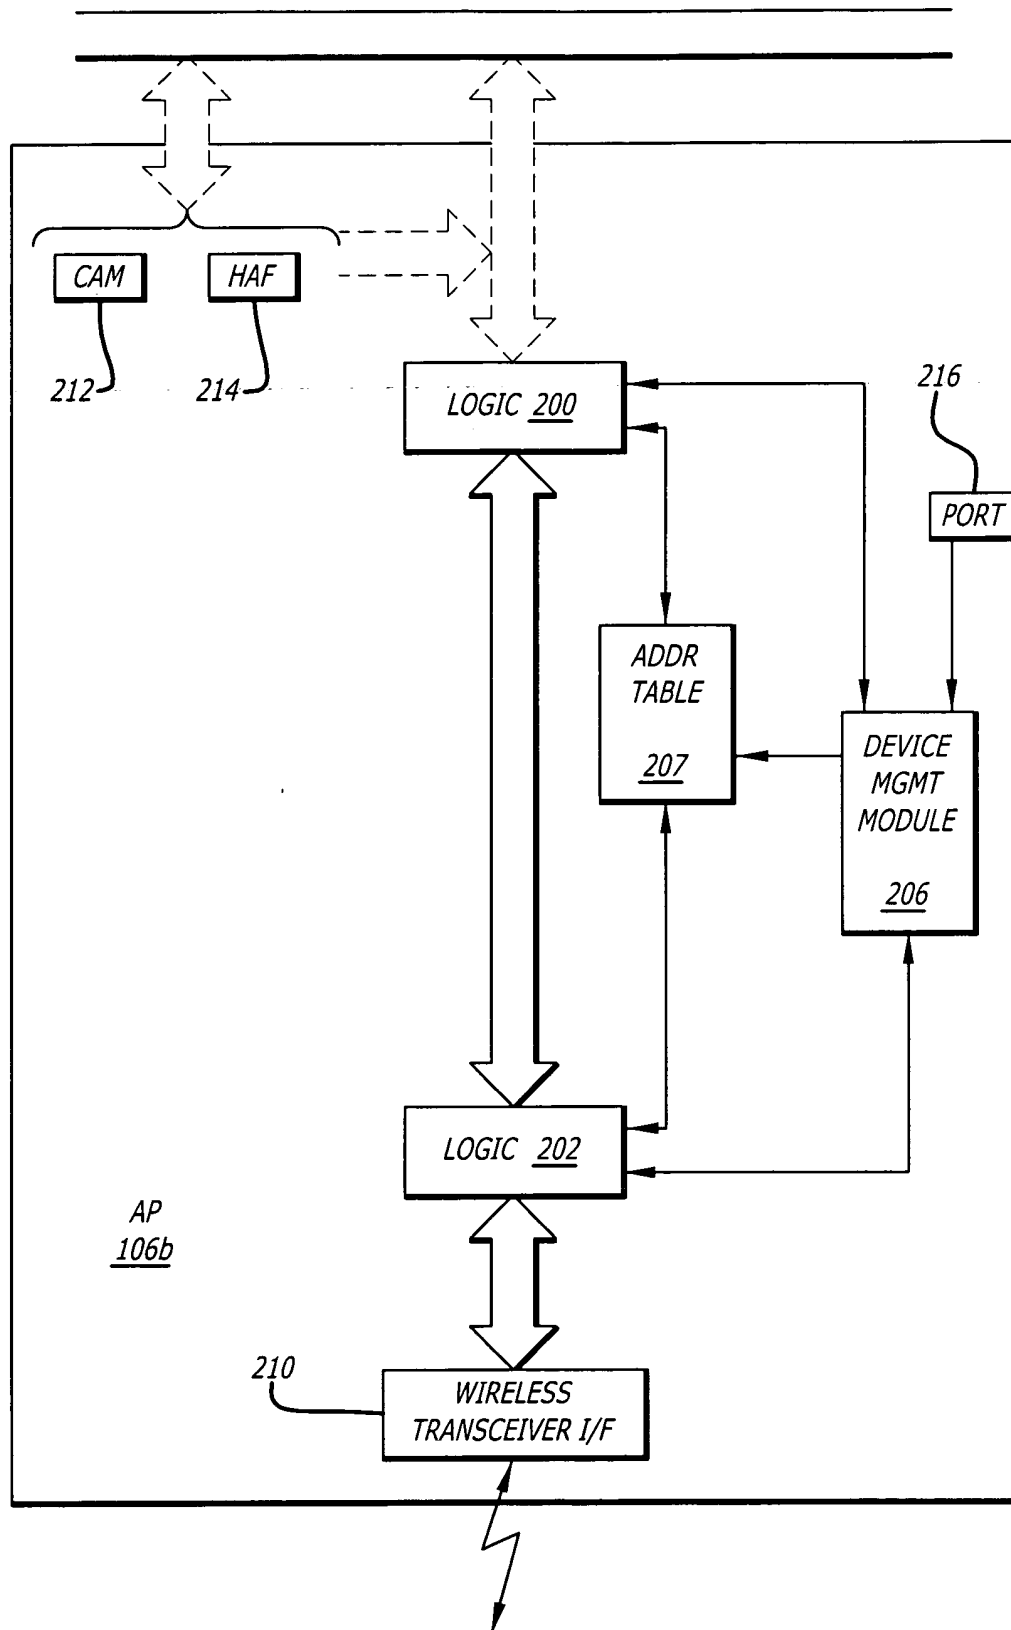 CAM
HAF
212
214
LOGIC 200
216
PORT
ADDR
TABLE
207
DEVICE
MGMT
MODULE
206
LOGIC 202
AP
106b
210
WIRELESS
TRANSCEIVER I/F